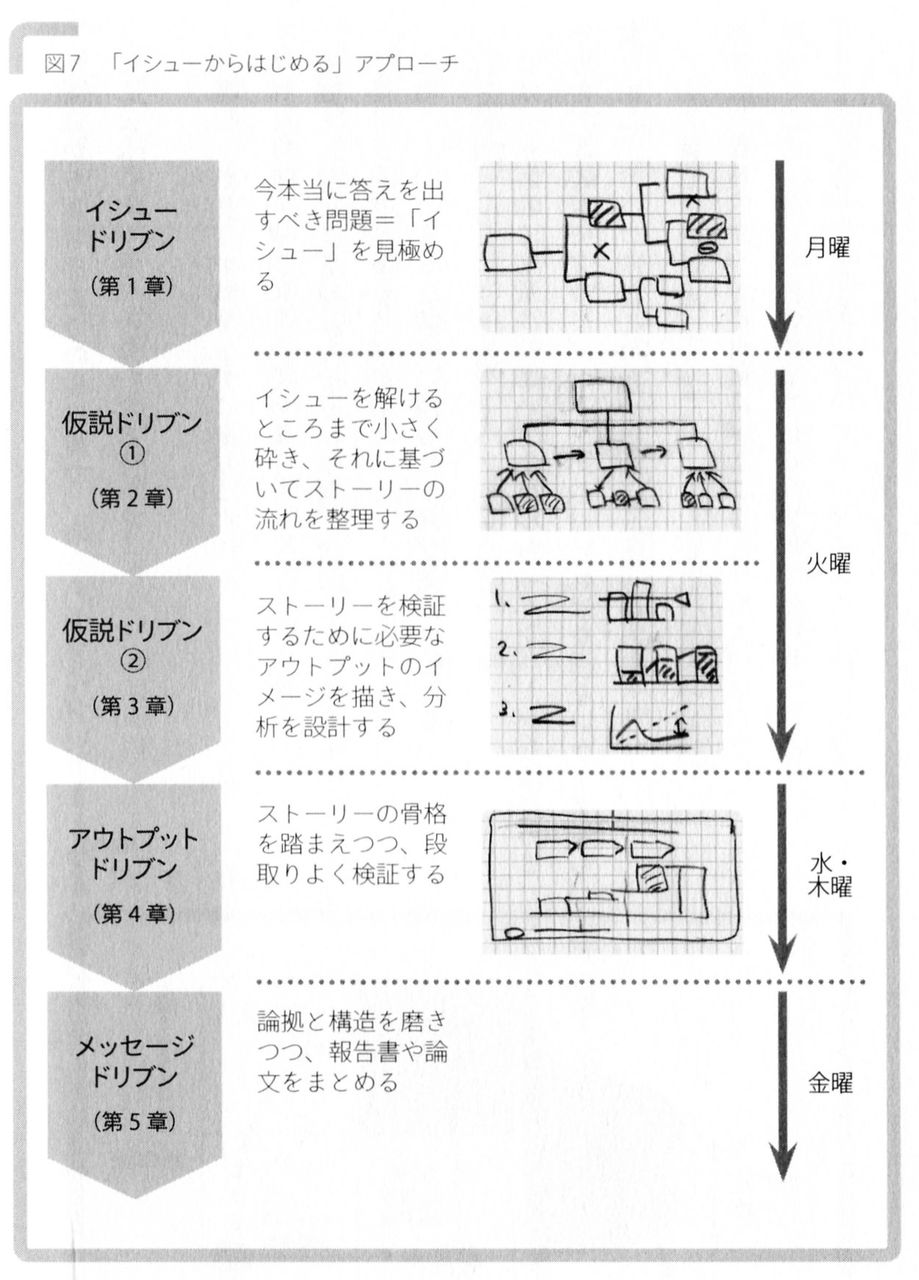 図7 「イシューからはじめる」アプローチ
イシュー
ドリブン
(第1章)
今本当に答えを出
すべき問題=「イ
シュー」を見極め
る
月曜
仮説ドリブン
①
(第2章)
イシューを解ける
ところまで小さく
砕き、それに基づ
いてストーリーの
流れを整理する
火曜
仮説ドリブン
②
(第3章)
ストーリーを検証
するために必要な
アウトプットのイ
メージを描き、分
析を設計する
1.
2.
3.
アウトプット
ドリブン
(第4章)
ストーリーの骨格
を踏まえつつ、段
取りよく検証する
水・
木曜
メッセージ
ドリブン
(第5章)
論拠と構造を磨き
つつ、報告書や論
文をまとめる
金曜